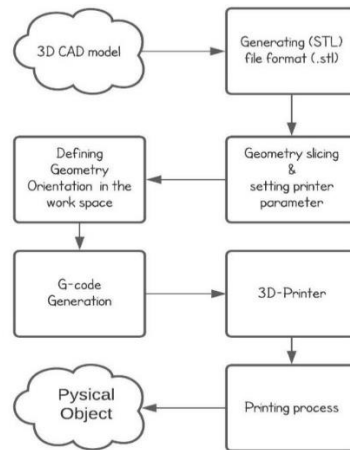 3D CAD model
Generating (STL)
file format (.stl)
Geometry slicing
&
setting printer
parameter
Defining
Geometry
Orientation in the
work space
G-code
Generation
3D-Printer
Printing process
Pysical
Object